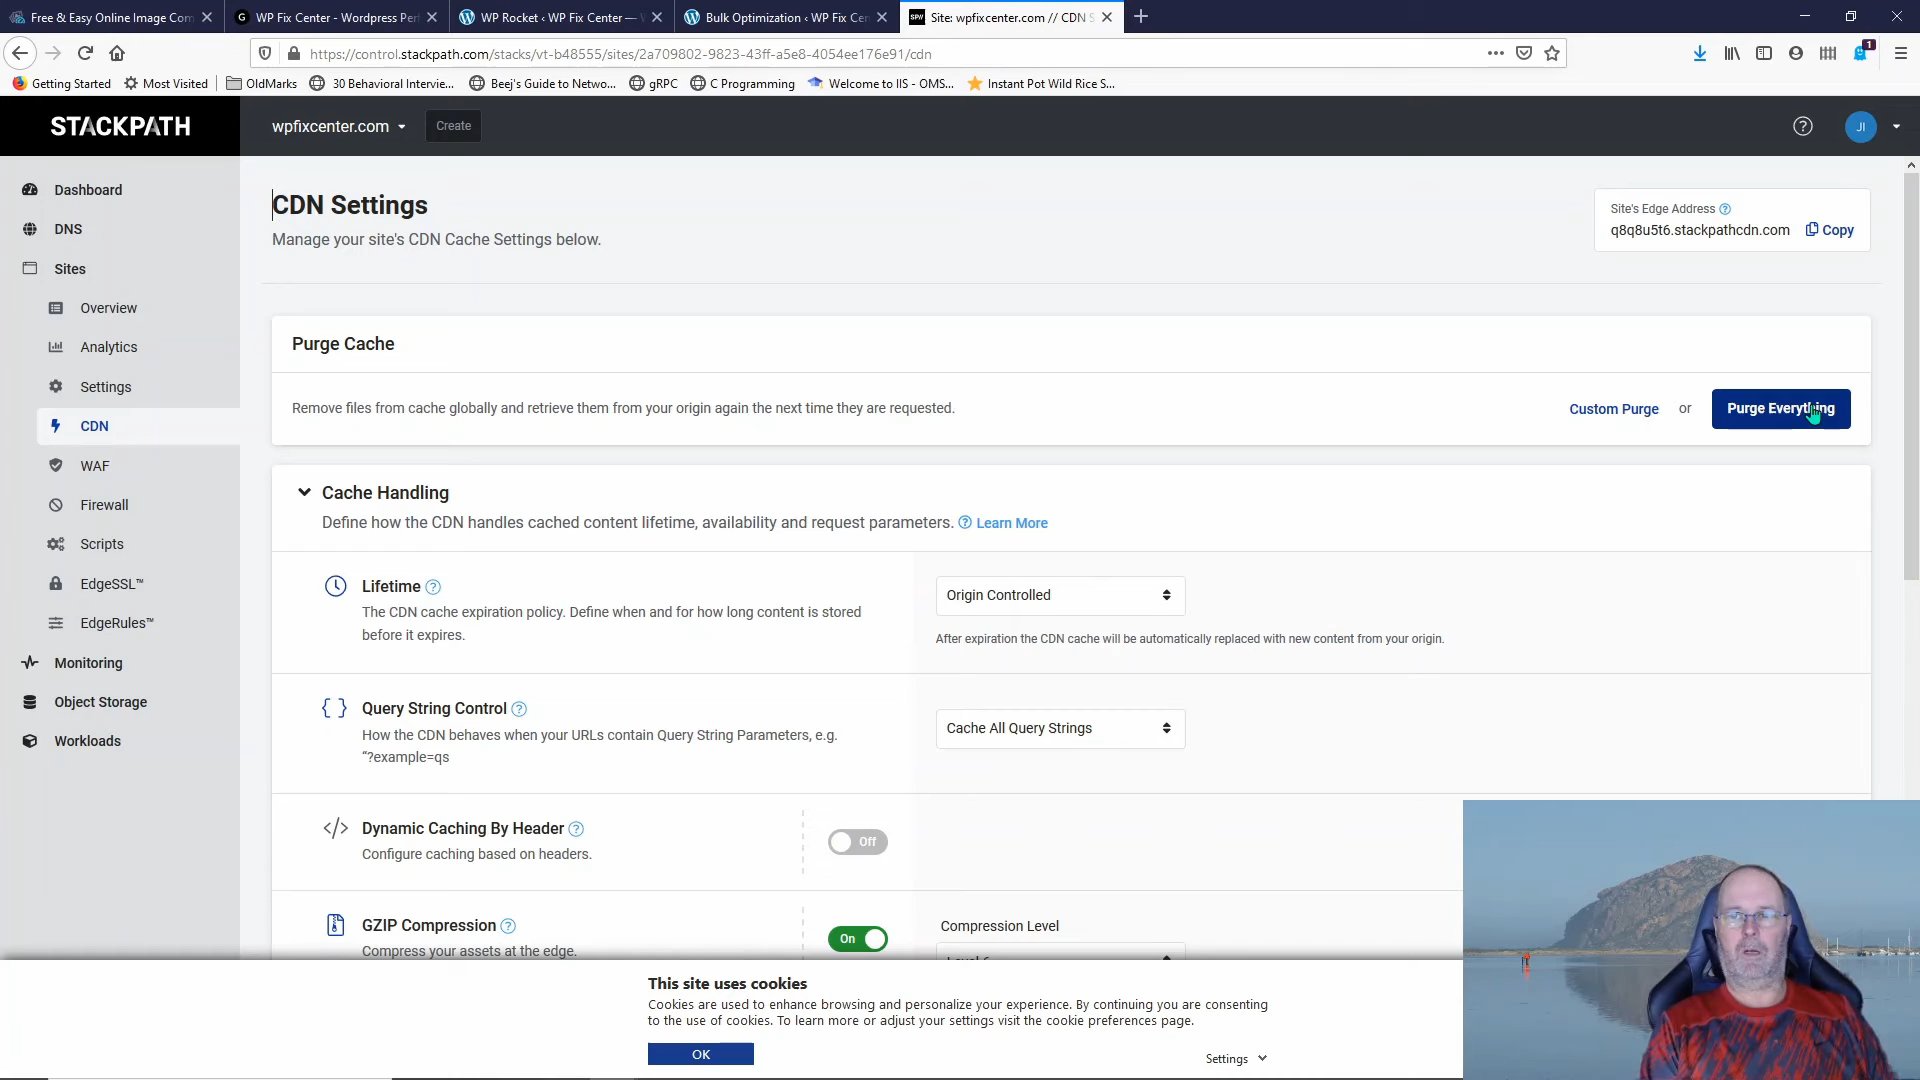 Free & Easy Online Image Com
WP Fix Center - Wordpress Perf
WP Rocket ‹ WP Fix Center — W
Bulk Optimization ‹ WP Fix Cen
Site: wpfixcenter.com // CDN S
https://control.stackpath.com/stacks/vt-b48555/sites/2a709802-9823-43ff-a5e8-4054ee176e91/cdn
1
Getting Started
Most Visited
OldMarks
30 Behavioral Intervie...
Beej's Guide to Netwo...
gRPC
C Programming
Welcome to IIS - OMS...
Instant Pot Wild Rice S...
STACKPATH
wpfixcenter.com
Create
JI
Dashboard
DNS
Sites
Overview
Analytics
Settings
CDN
WAF
Firewall
Scripts
EdgeSSL™
EdgeRules™
Monitoring
Object Storage
Workloads
CDN Settings
Manage your site's CDN Cache Settings below.
Site's Edge Address
q8q8u5t6.stackpathcdn.com Copy
Purge Cache
Remove files from cache globally and retrieve them from your origin again the next time they are requested.
Custom Purge or Purge Everything
Cache Handling
Define how the CDN handles cached content lifetime, availability and request parameters. Learn More
Lifetime
The CDN cache expiration policy. Define when and for how long content is stored
before it expires.
Origin Controlled
After expiration the CDN cache will be automatically replaced with new content from your origin.
Query String Control
How the CDN behaves when your URLs contain Query String Parameters, e.g.
“?example=qs
Cache All Query Strings
Dynamic Caching By Header
Configure caching based on headers.
Off
GZIP Compression
Compress your assets at the edge.
On
Compression Level
Level 6
This site uses cookies
Cookies are used to enhance browsing and personalize your experience. By continuing you are consenting
to the use of cookies. To learn more or adjust your settings visit the cookie preferences page.
OK
Settings